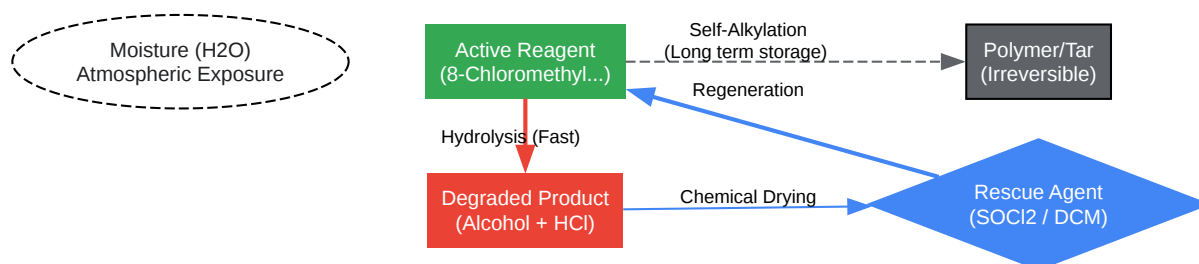 Moisture (H2O)
Atmospheric Exposure
Active Reagent
(8-Chloromethyl...)
Self-Alkylation
(Long term storage)
Polymer/Tar
(Irreversible)
Regeneration
Hydrolysis (Fast)
Degraded Product
(Alcohol + HCl)
Chemical Drying
Rescue Agent
(SOCl2 / DCM)